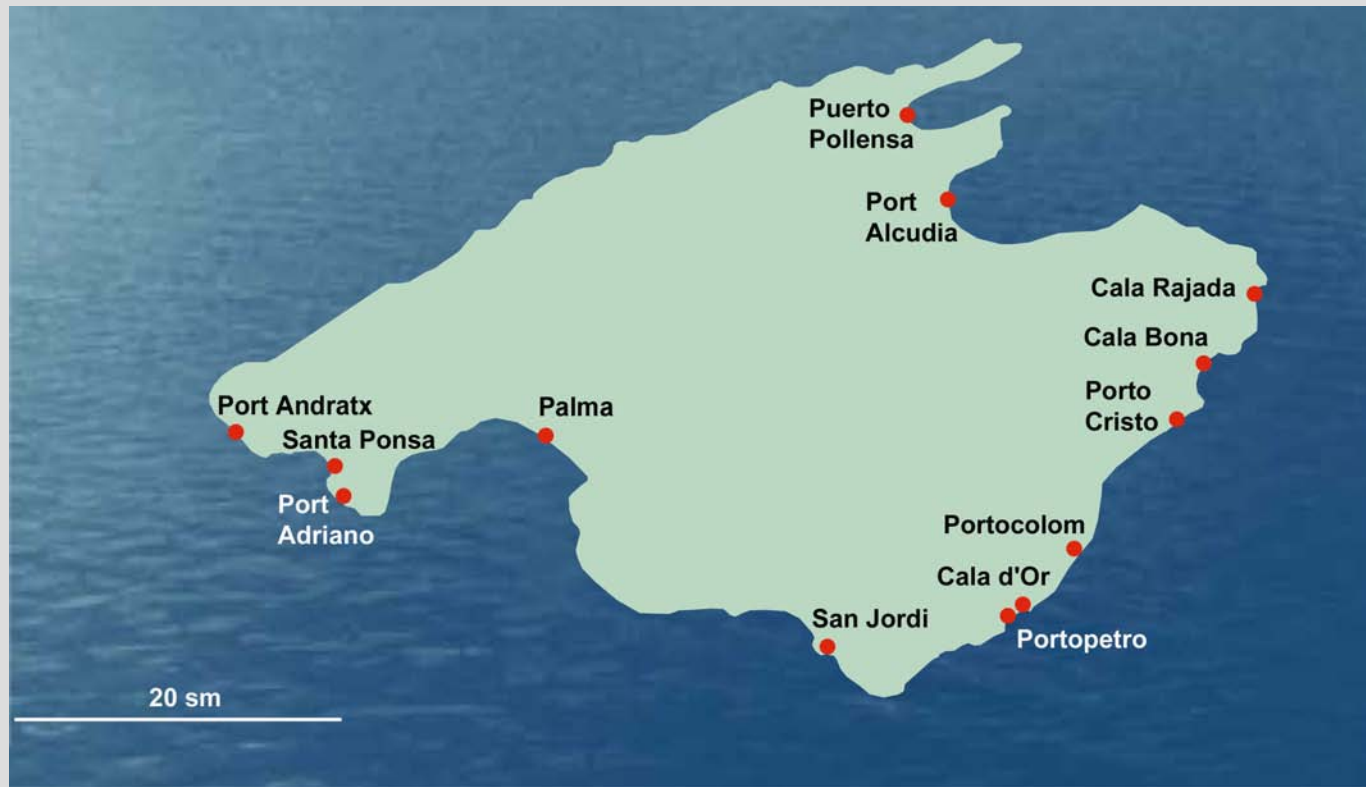 Puerto
Pollensa
Port
Alcudia
Cala Rajada
Cala Bona
Porto
Cristo
Port Andratx
Palma
Santa Ponsa
Port
Adriano
Portocolom
Cala d'Or
San Jordi
Portopetro
20 sm